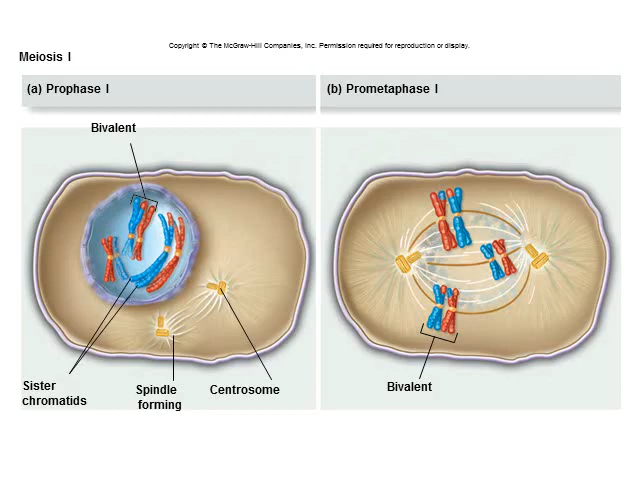 Copyright © The McGraw-Hill Companies, Inc. Permission required for reproduction or display.
Meiosis I
(a) Prophase I
(b) Prometaphase I
Bivalent
Sister
chromatids
Spindle
forming
Centrosome
Bivalent